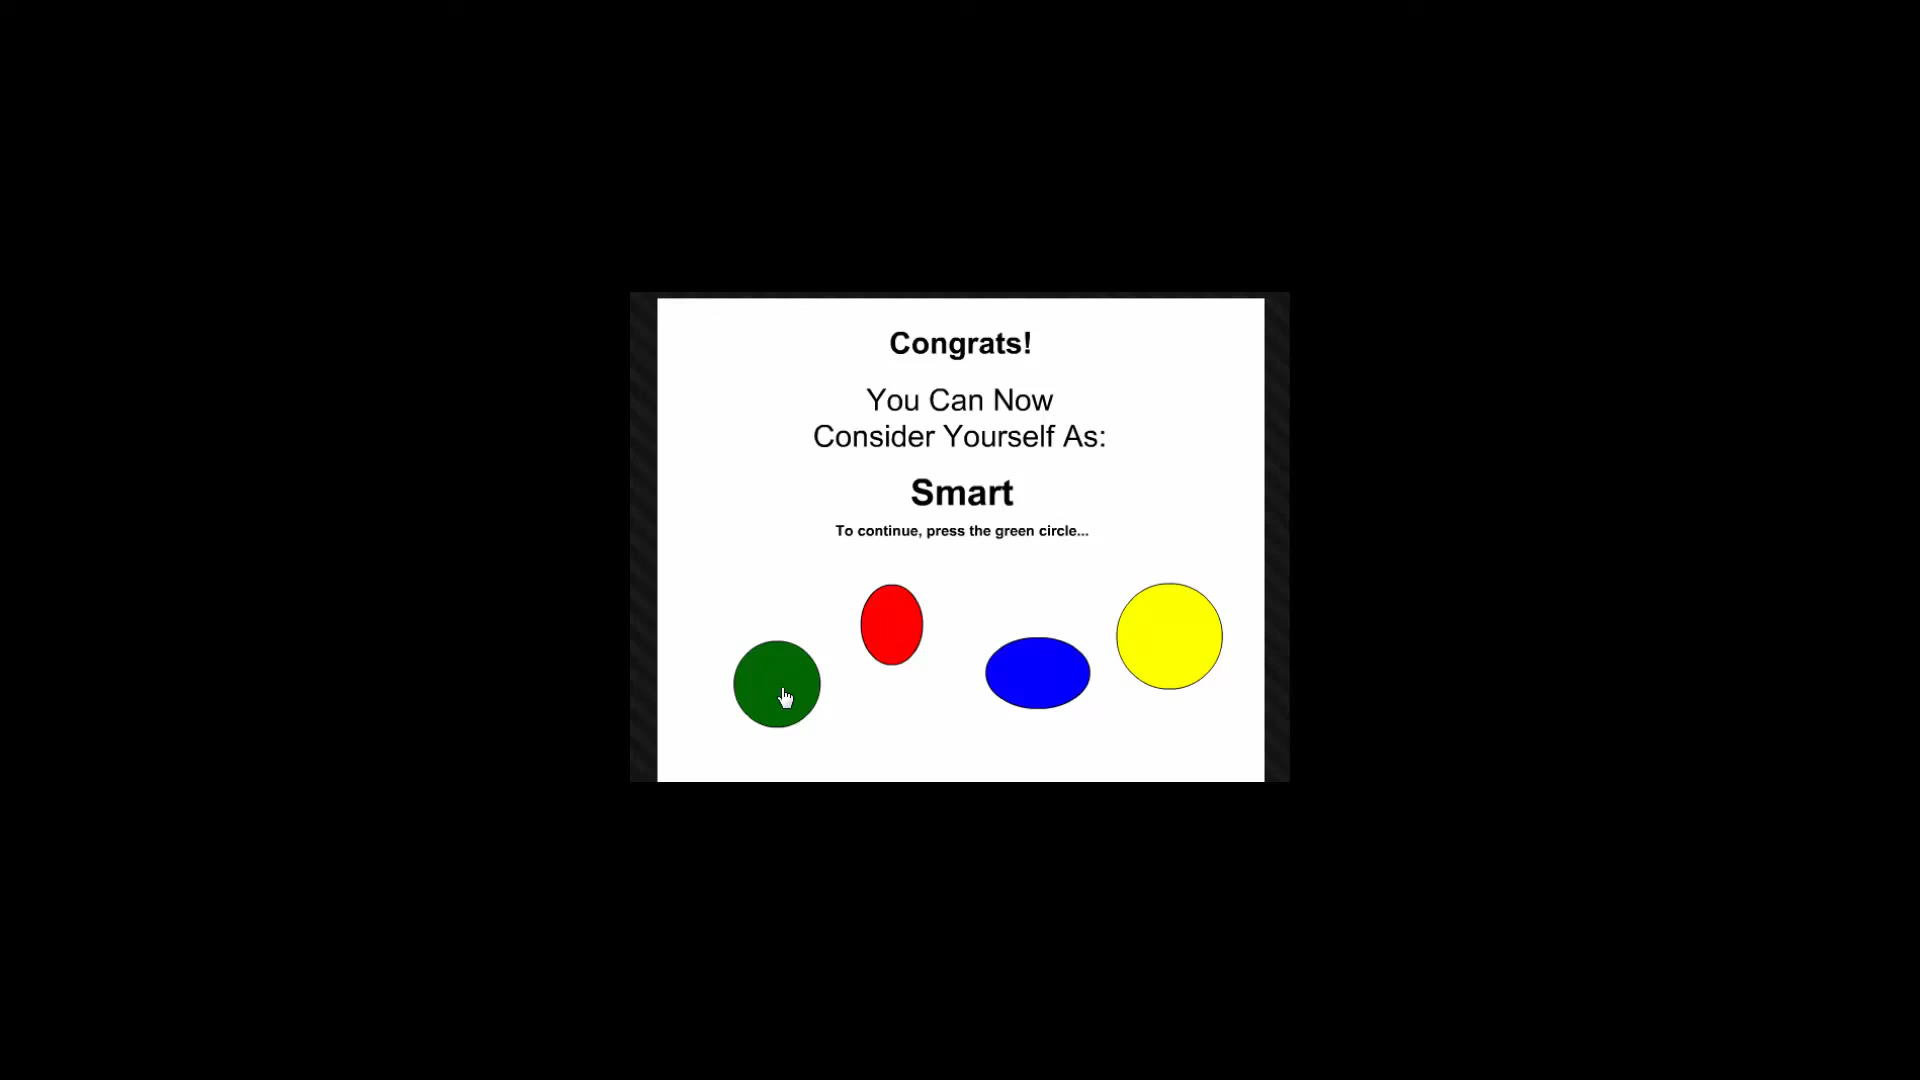 Congrats!
You Can Now
Consider Yourself As:
Smart
To continue, press the green circle...